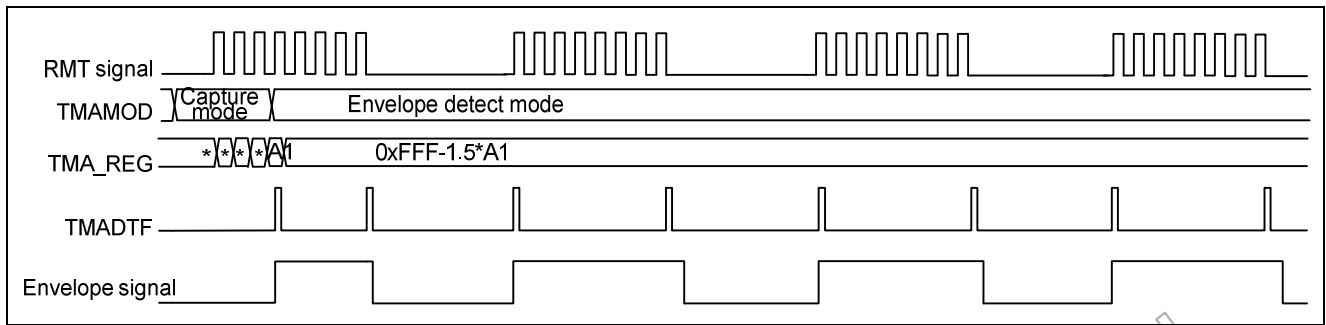 RMT signal
TMAMOD
Capture mode
Envelope detect mode
TMA_REG
* * * * A1
0xFFF-1.5*A1
TMADTF
Envelope signal